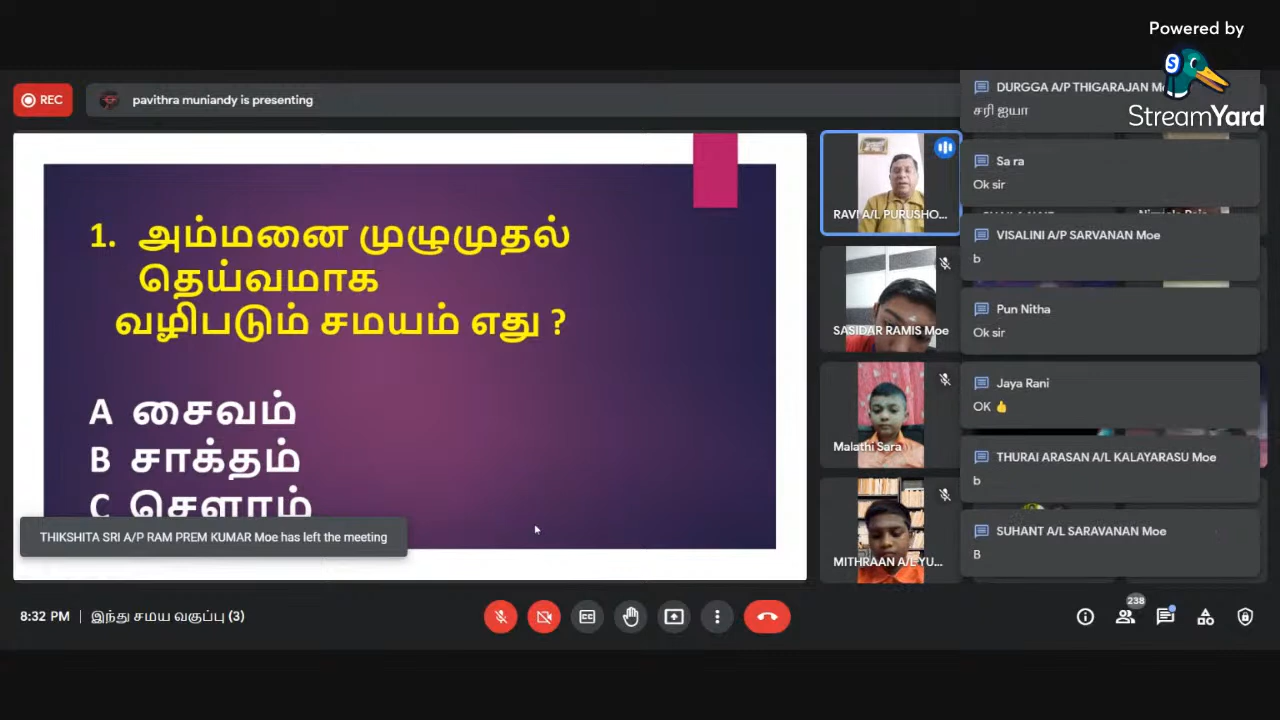 Powered by
StreamYard
REC
pavithra muniandy is presenting
1. அம்மனை முழுமுதல்
தெய்வமாக
வழிபடும் சமயம் எது ?
A சைவம்
B சாக்தம்
C சௌரம்
THIKSHITA SRI A/P RAM PREM KUMAR Moe has left the meeting
RAVI A/L PURUSHO...
SASIDAR RAMIS Moe
Malathi Sara
MITHRAAN A/L YU...
DURGGA A/P THIGARAJAN
சரி ஐயா
Sa ra
Ok sir
VISALINI A/P SARVANAN Moe
b
Pun Nitha
Ok sir
Jaya Rani
OK 👍
THURAI ARASAN A/L KALAYARASU Moe
b
SUHANT A/L SARAVANAN Moe
B
8:32 PM | இந்து சமய வகுப்பு (3)
238